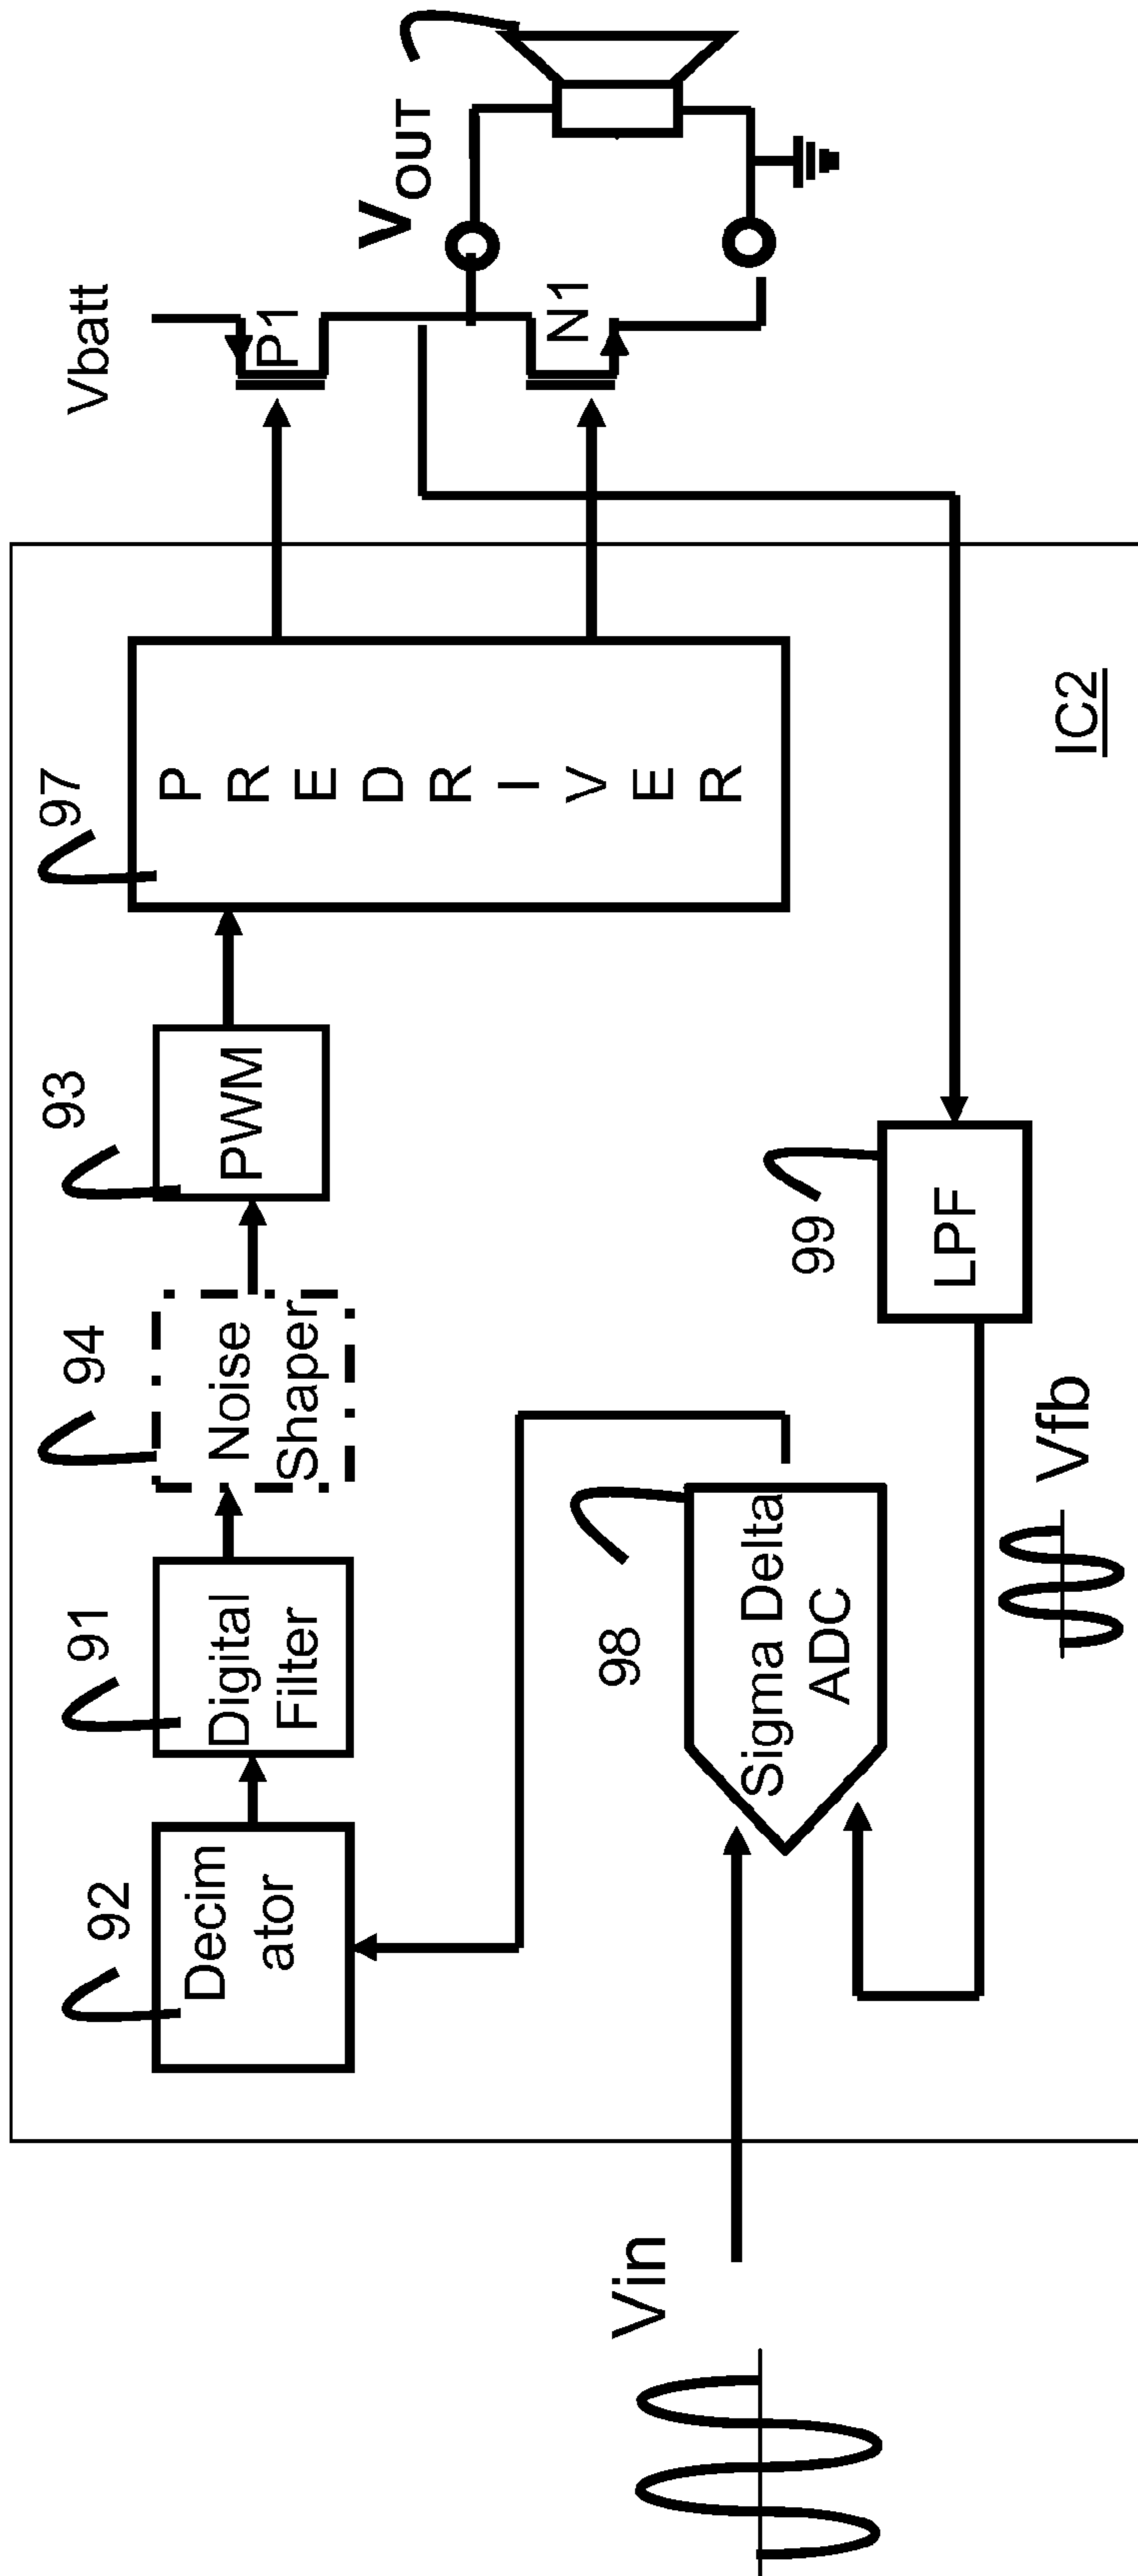 92
Decim
ator
91
Digital
Filter
94
Noise
Shaper
93
PWM
97
PREDRIVER
Vbatt
P1
N1
VOUT
Vin
98
Sigma Delta
ADC
99
LPF
Vfb
IC2